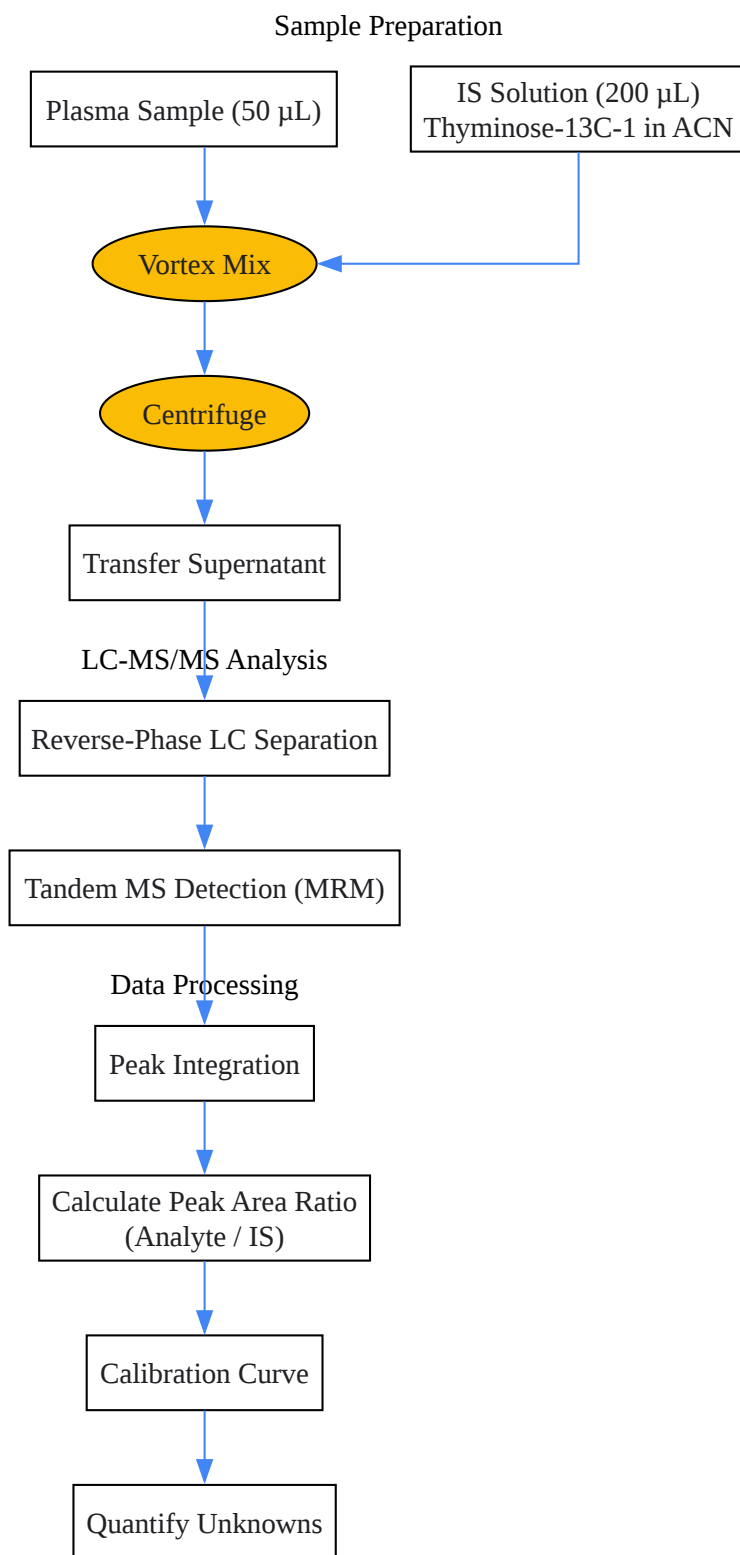 Sample Preparation
Plasma Sample (50 µL)
IS Solution (200 µL)
Thyminose-13C-1 in ACN
Vortex Mix
Centrifuge
Transfer Supernatant
LC-MS/MS Analysis
Reverse-Phase LC Separation
Tandem MS Detection (MRM)
Data Processing
Peak Integration
Calculate Peak Area Ratio
(Analyte / IS)
Calibration Curve
Quantify Unknowns